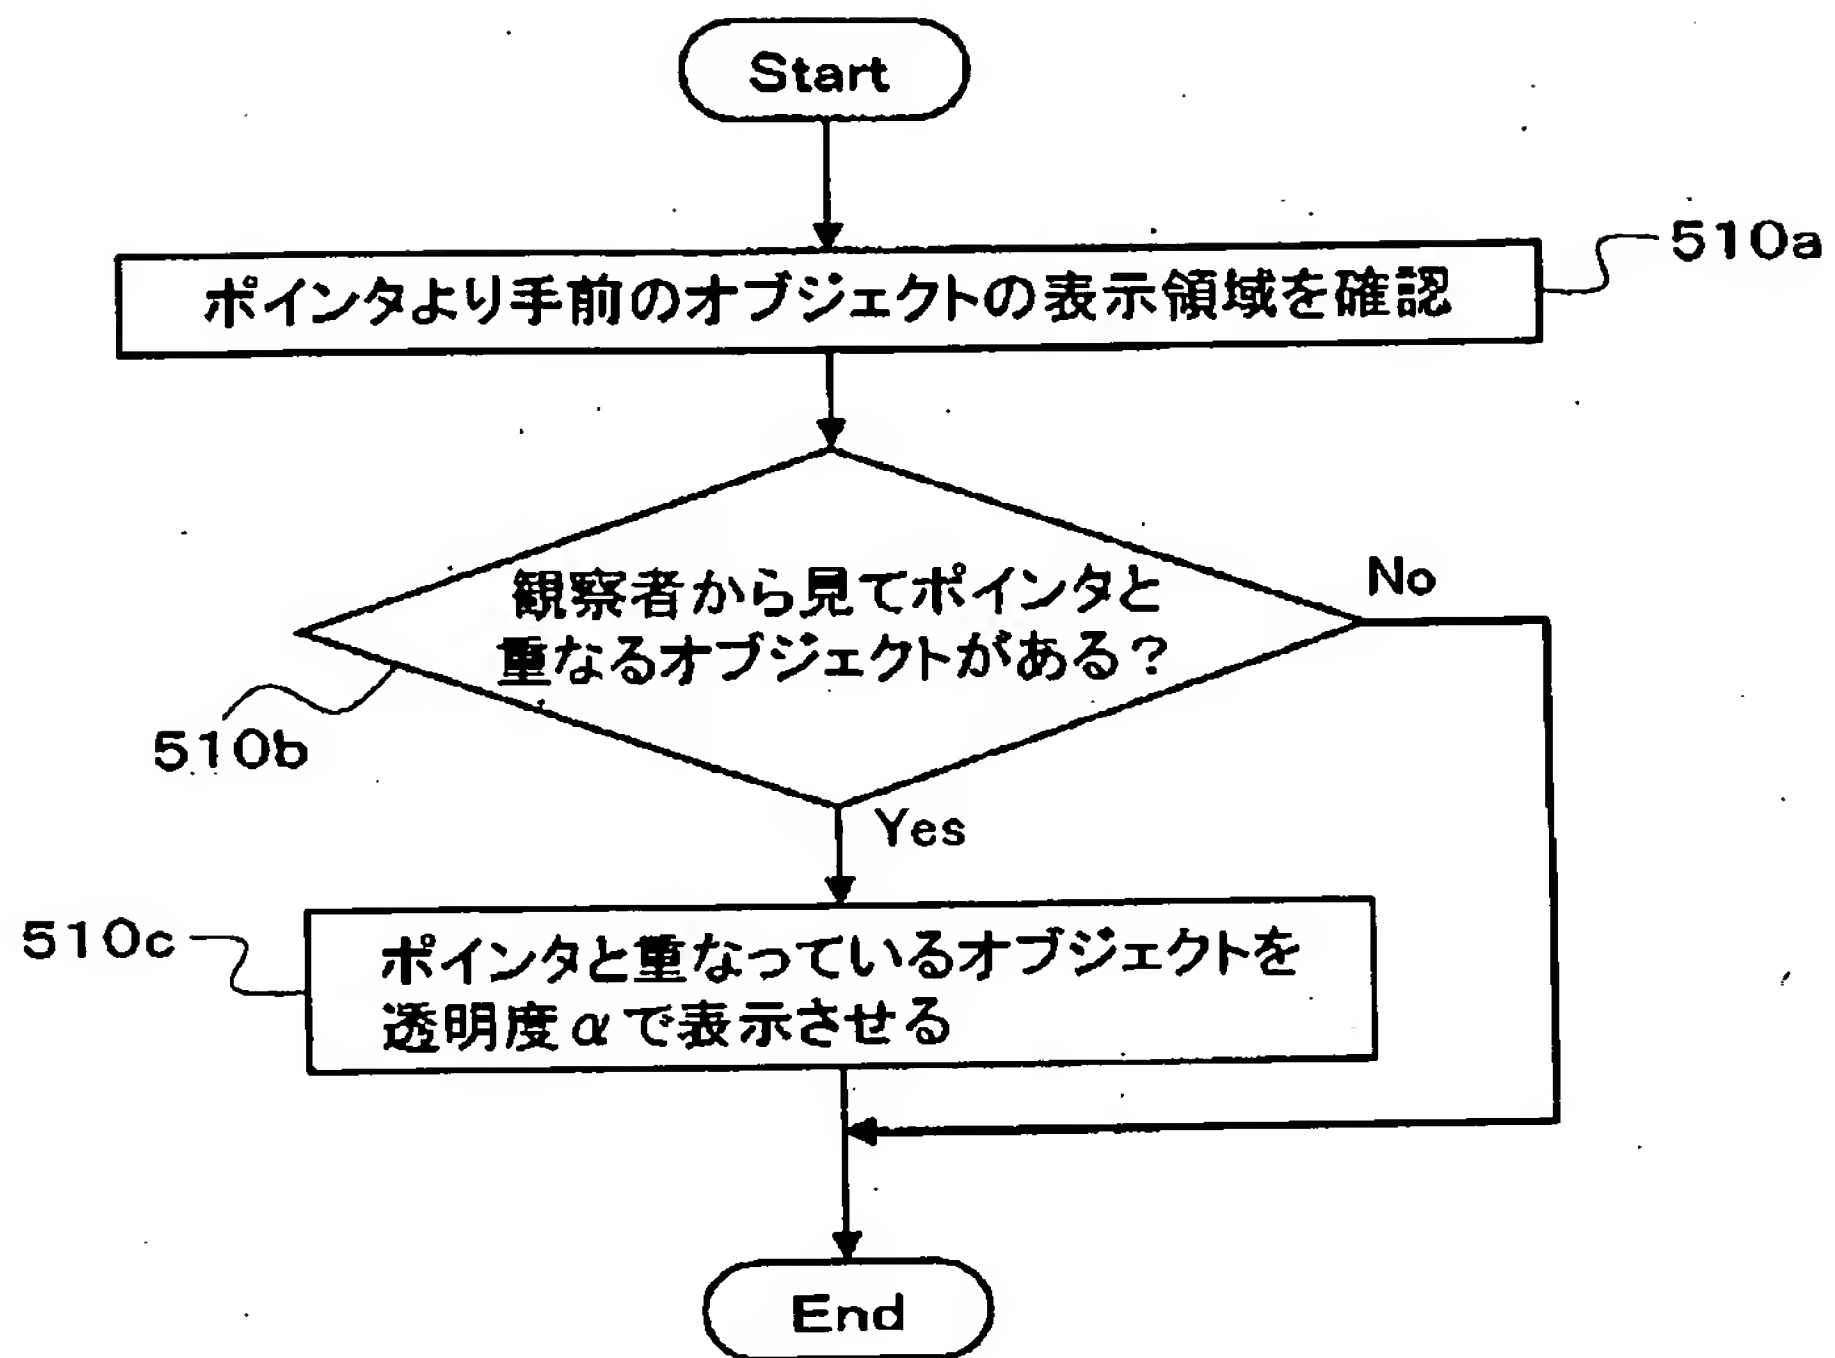 Start
510a
ポインタより手前のオブジェクトの表示領域を確認
No
観察者から見てポインタと
重なるオブジェクトがある？
510b
Yes
510c
ポインタと重なっているオブジェクトを
透明度αで表示させる
End